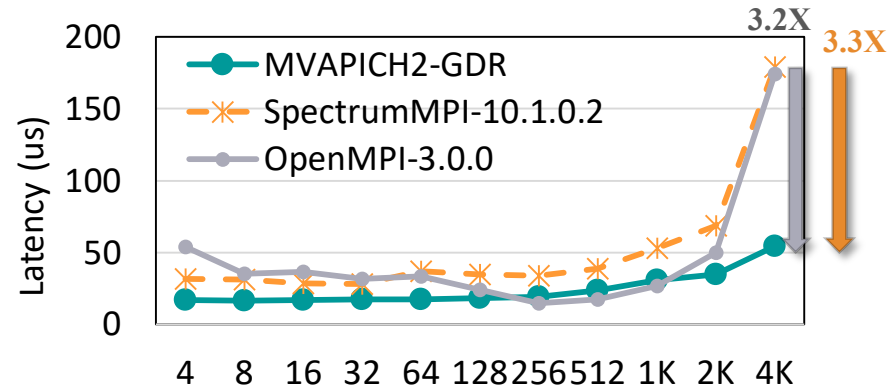 3.2X
3.3X
200
150
100
50
0
Latency (us)
MVAPICH2-GDR
SpectrumMPI-10.1.0.2
OpenMPI-3.0.0
4 8 16 32 64 128 256 512 1K 2K 4K